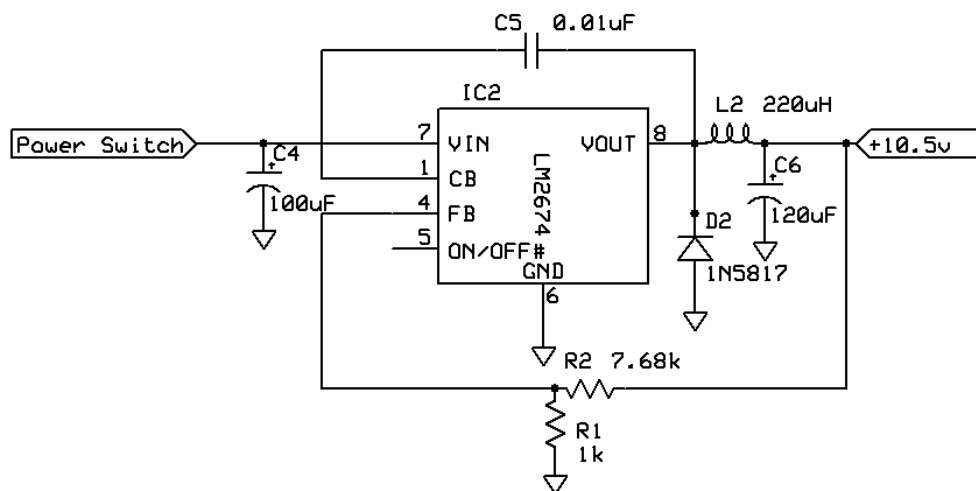 C5 0.01uF
IC2
L2 220uH
Power Switch
7
VIN
VOUT
8
+10.5v
C4
+
100uF
1
CB
LM2674
C6
+
120uF
4
FB
D2
5
ON/OFF#
1N5817
GND
6
R2 7.68k
R1
1k